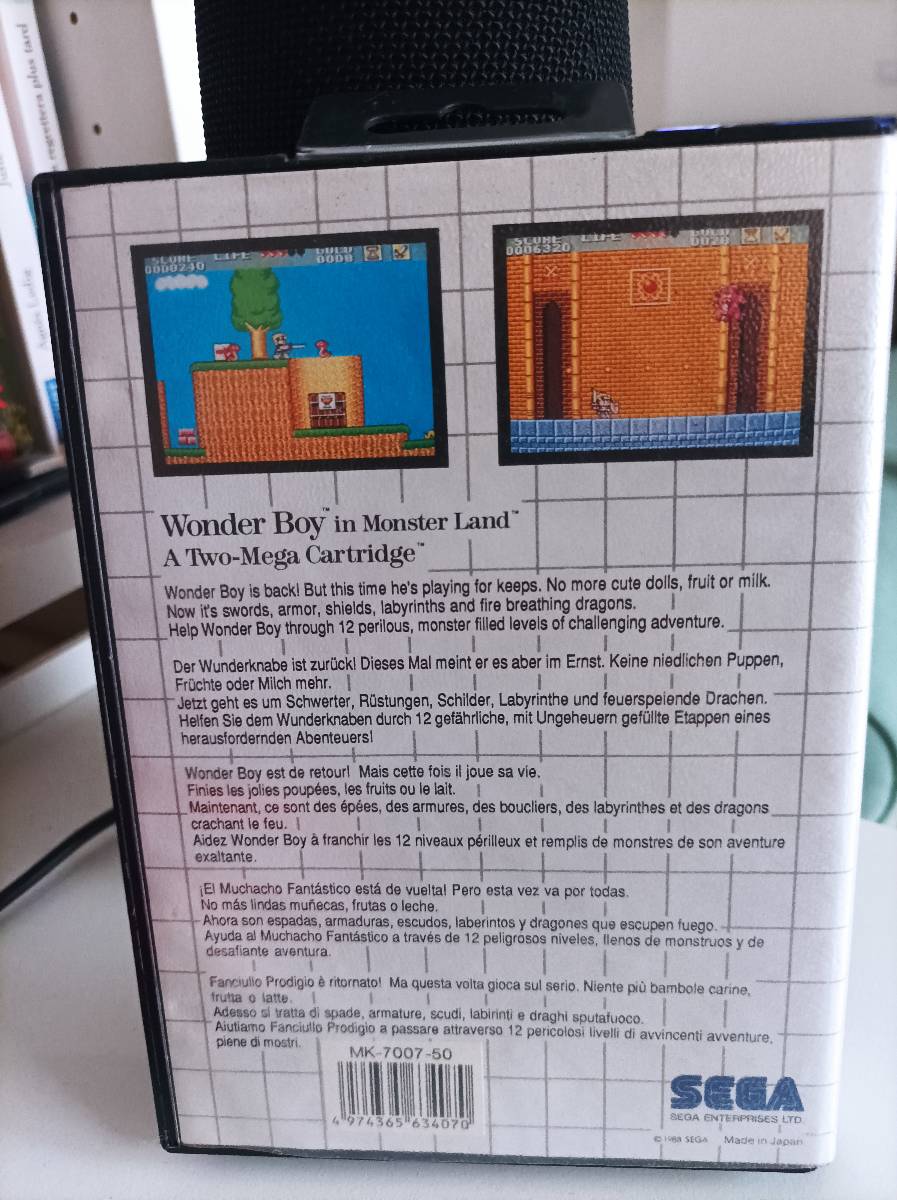 regrettera plus tard
SCORE LIFE GOLD
0000240 0009
SCORE LIFE GOLD
0006320 0028
Wonder Boy™ in Monster Land™
A Two-Mega Cartridge™
Wonder Boy is back! But this time he's playing for keeps. No more cute dolls, fruit or milk.
Now it's swords, armor, shields, labyrinths and fire breathing dragons.
Help Wonder Boy through 12 perilous, monster filled levels of challenging adventure.
Der Wunderknabe ist zurück! Dieses Mal meint er es aber im Ernst. Keine niedlichen Puppen,
Früchte oder Milch mehr.
Jetzt geht es um Schwerter, Rüstungen, Schilder, Labyrinthe und feuerspeiende Drachen.
Helfen Sie dem Wunderknaben durch 12 gefährliche, mit Ungeheuern gefüllte Etappen eines
herausfordernden Abenteuers!
Wonder Boy est de retour! Mais cette fois il joue sa vie.
Finies les jolies poupées, les fruits ou le lait.
Maintenant, ce sont des épées, des armures, des boucliers, des labyrinthes et des dragons
crachant le feu.
Aidez Wonder Boy à franchir les 12 niveaux périlleux et remplis de monstres de son aventure
exaltante.
¡El Muchacho Fantástico está de vuelta! Pero esta vez va por todas.
No más lindas muñecas, frutas o leche.
Ahora son espadas, armaduras, escudos, laberintos y dragones que escupen fuego.
Ayuda al Muchacho Fantástico a través de 12 peligrosos niveles, llenos de monstruos y de
desafiante aventura.
Fanciullo Prodigio è ritornato! Ma questa volta gioca sul serio. Niente più bambole carine,
frutta o latte.
Adesso si tratta di spade, armature, scudi, labirinti e draghi sputafuoco.
Aiutiamo Fanciullo Prodigio a passare attraverso 12 pericolosi livelli di avvincenti avventure,
piene di mostri.
MK-7007-50
4 974365 634070
SEGA
SEGA ENTERPRISES LTD.
© 1988 SEGA Made in Japan